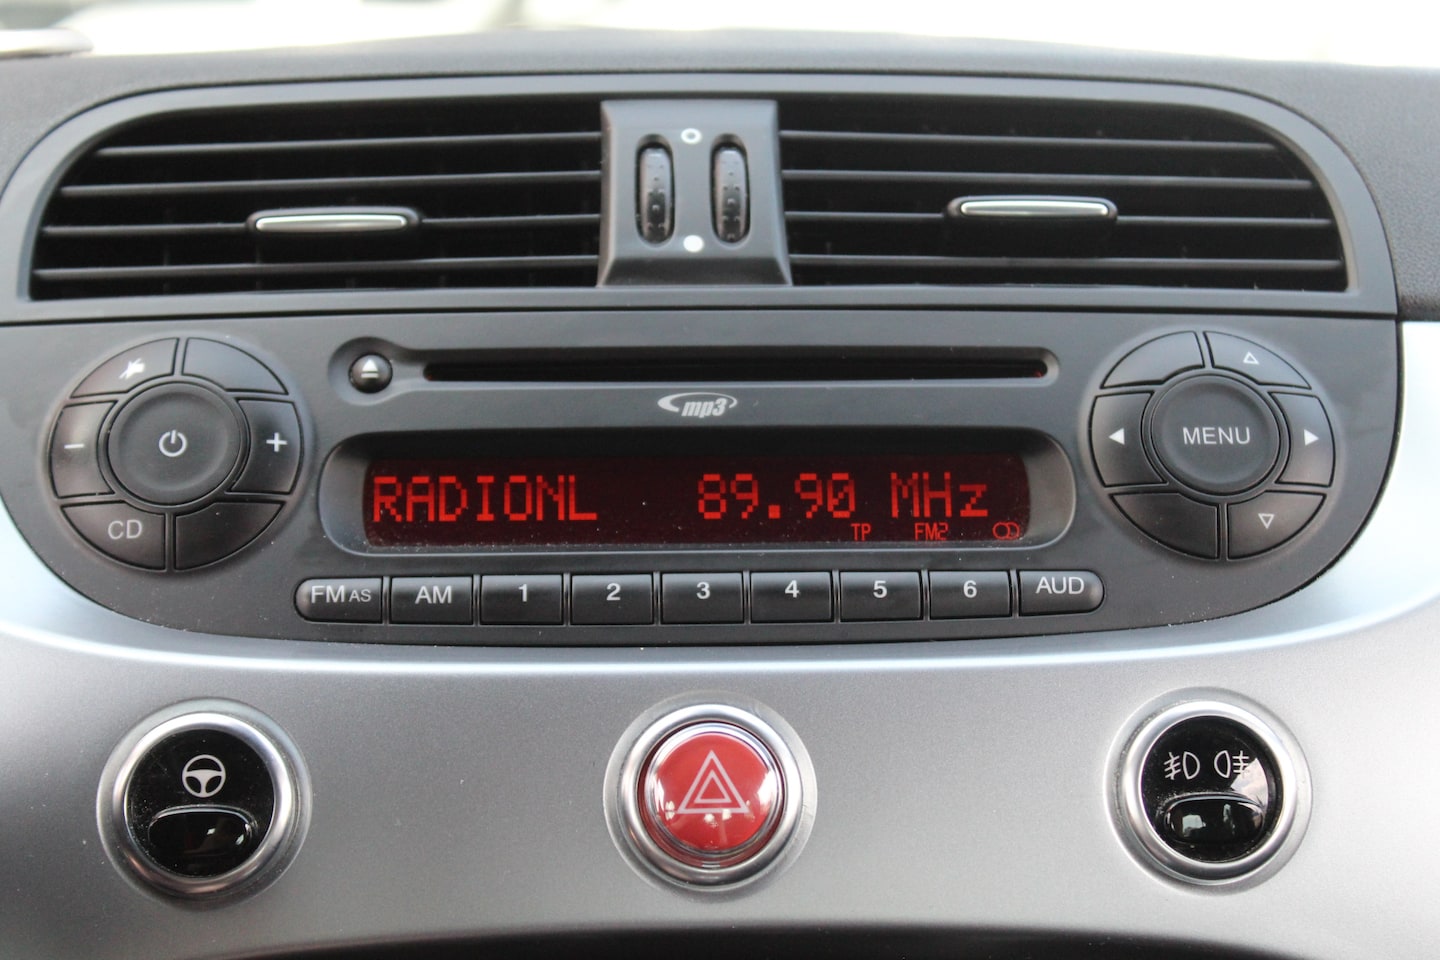 mp3
MENU
CD
RADIONL 89.90 MHz
TP FM2
FM AS AM 1 2 3 4 5 6 AUD